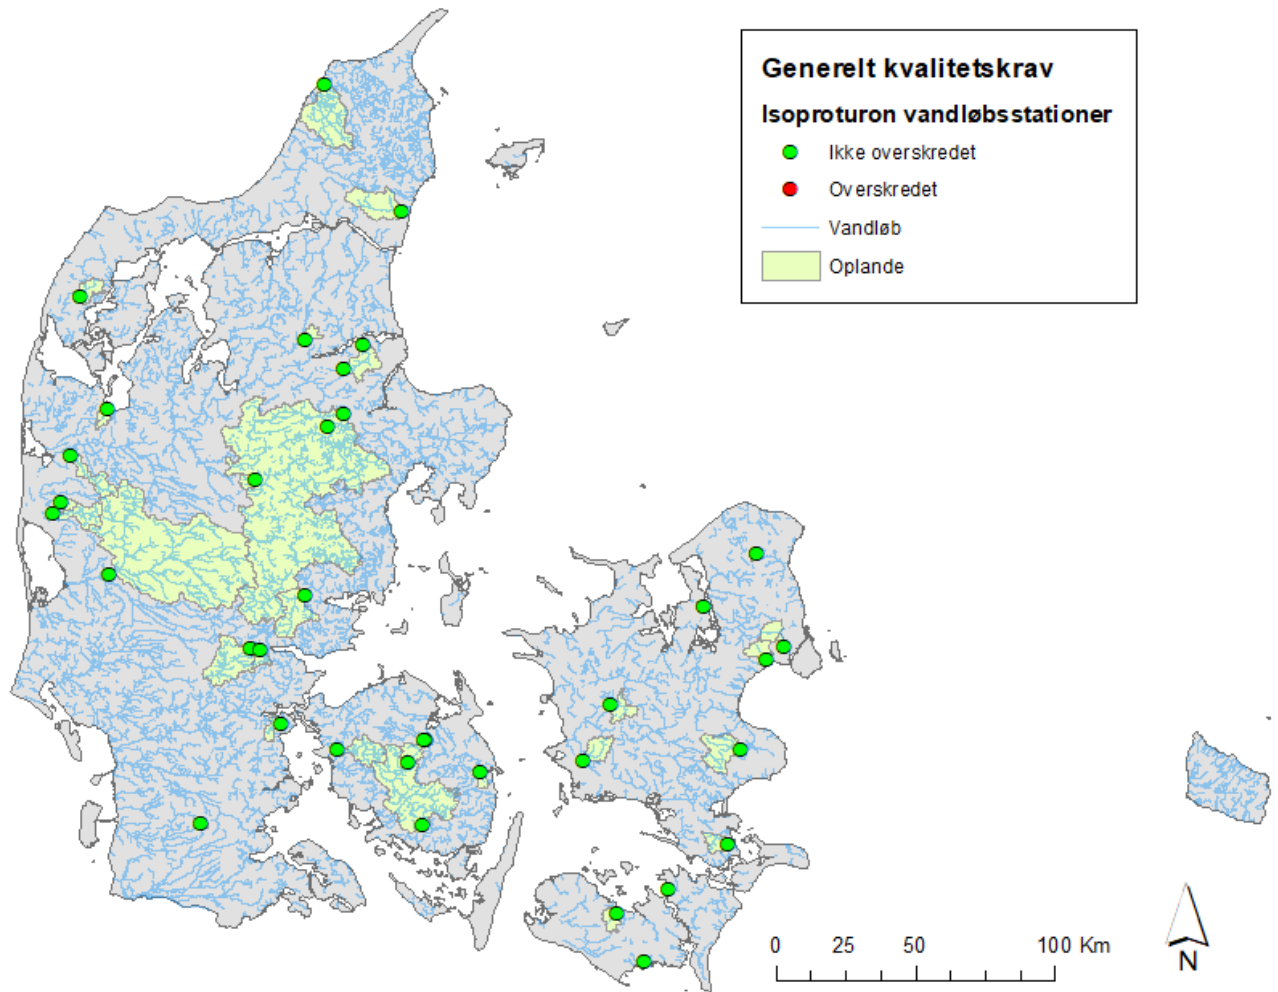 Generelt kvalitetskrav
Isoproturon vandløbsstationer
Ikke overskredet
Overskredet
Vandløb
Oplande
0 25 50 100 Km
N